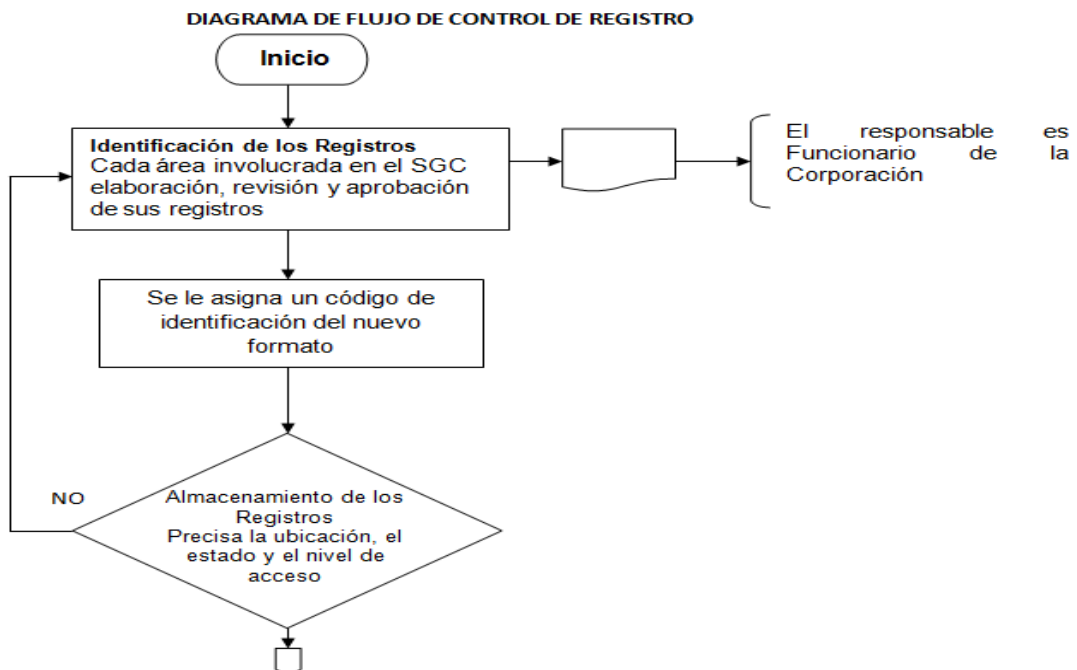 DIAGRAMA DE FLUJO DE CONTROL DE REGISTRO
Inicio
Identificación de los Registros
Cada área involucrada en el SGC
elaboración, revisión y aprobación
de sus registros
El responsable es
Funcionario de la
Corporación
Se le asigna un código de
identificación del nuevo
formato
NO
Almacenamiento de los
Registros
Precisa la ubicación, el
estado y el nivel de
acceso